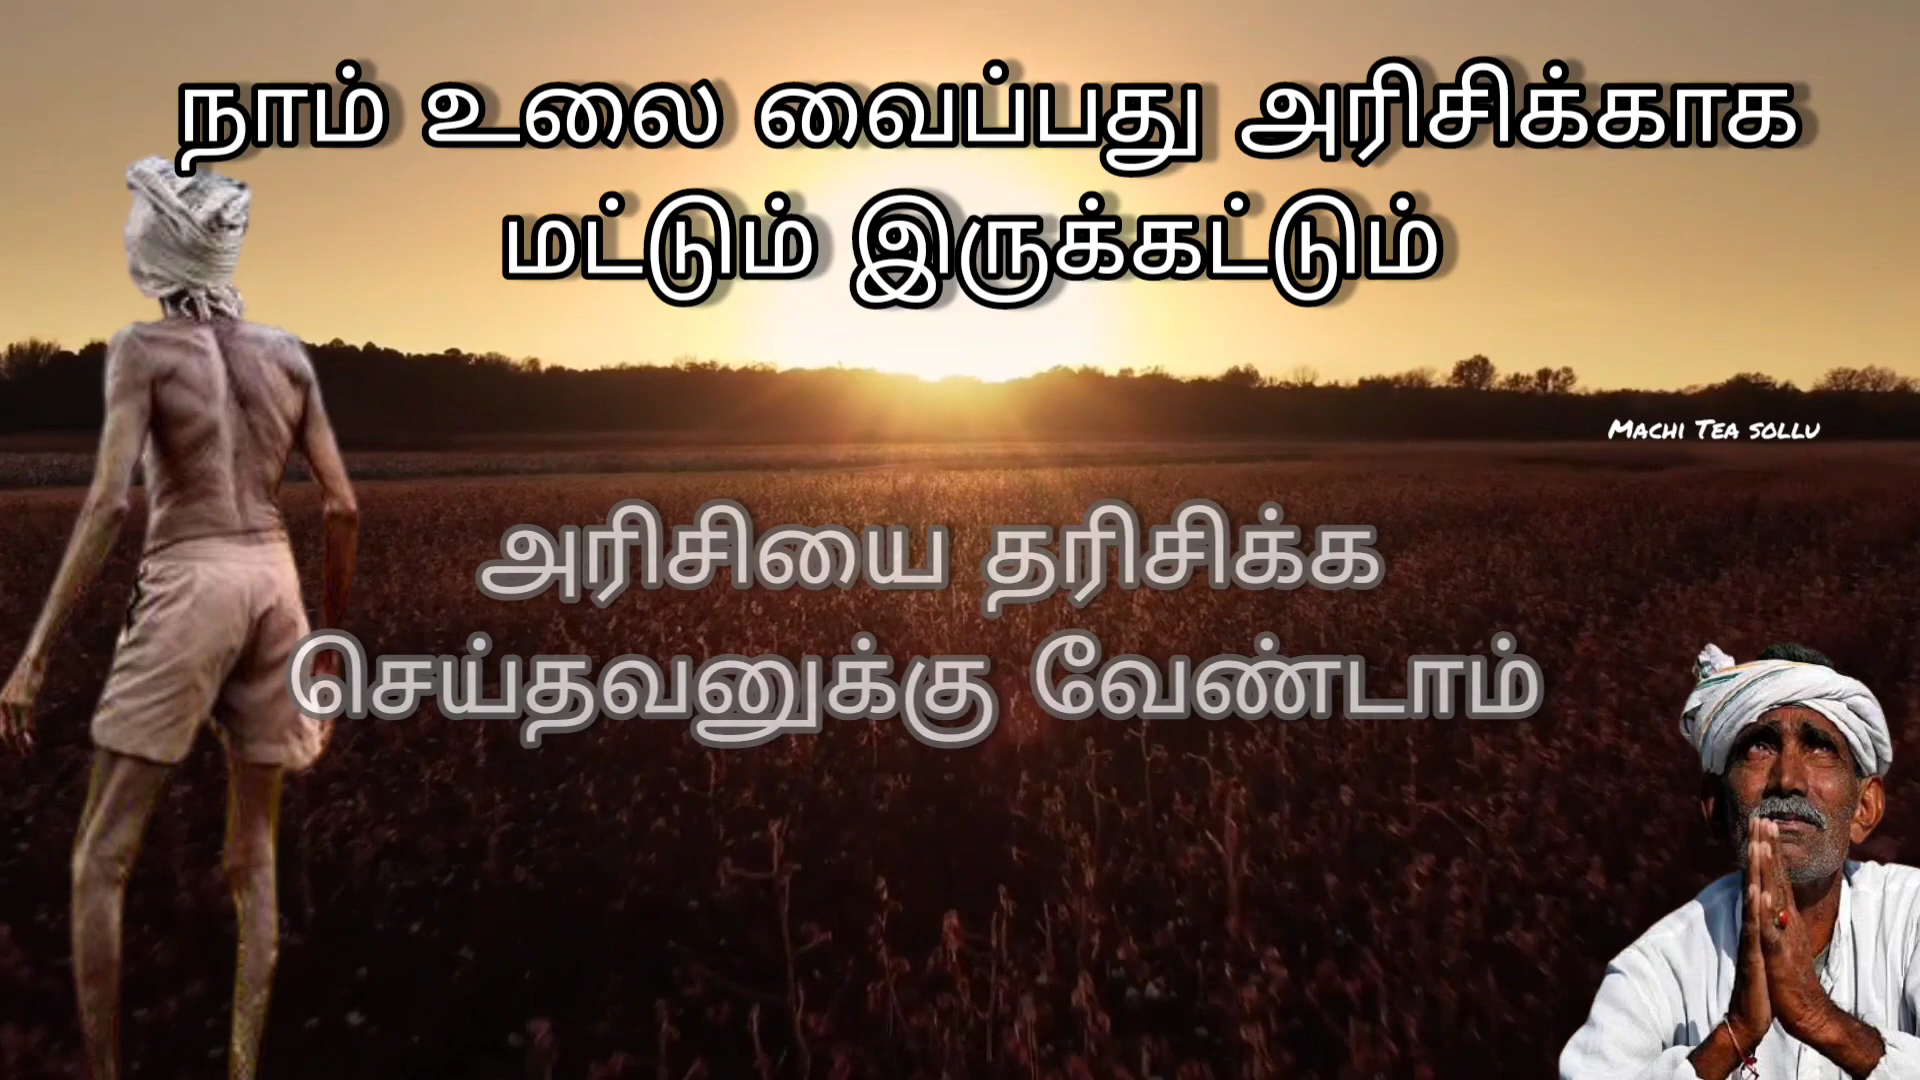 நாம் உலை வைப்பது அரிசிக்காக
மட்டும் இருக்கட்டும்
Machi Tea sollu
அரிசியை தரிசிக்க
செய்தவனுக்கு வேண்டாம்